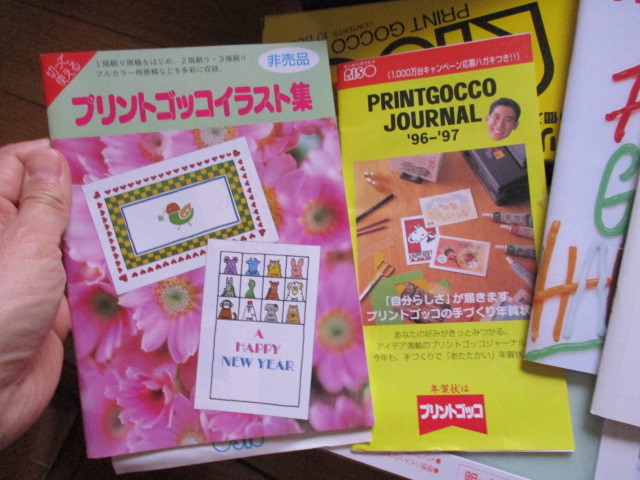 切って
使える
1版刷り原稿をはじめ、2版刷り・3版刷り
フルカラー用原稿などを多彩に収録。
非売品
プリントゴッコイラスト集
A
HAPPY
NEW YEAR
RISO
(1,000万台キャンペーン応募ハガキつき!!)
PRINTGOCCO
JOURNAL
'96-'97
「自分らしさ」が届きます。
プリントゴッコの手づくり年賀状
あなたの好みがきっとみつかる。
アイデア満載のプリントゴッコジャーナル
今年も、手づくりで「あたたかい」年賀状
年賀状は
プリントゴッコ
PRINT GOCCO
CONTENTS: 10